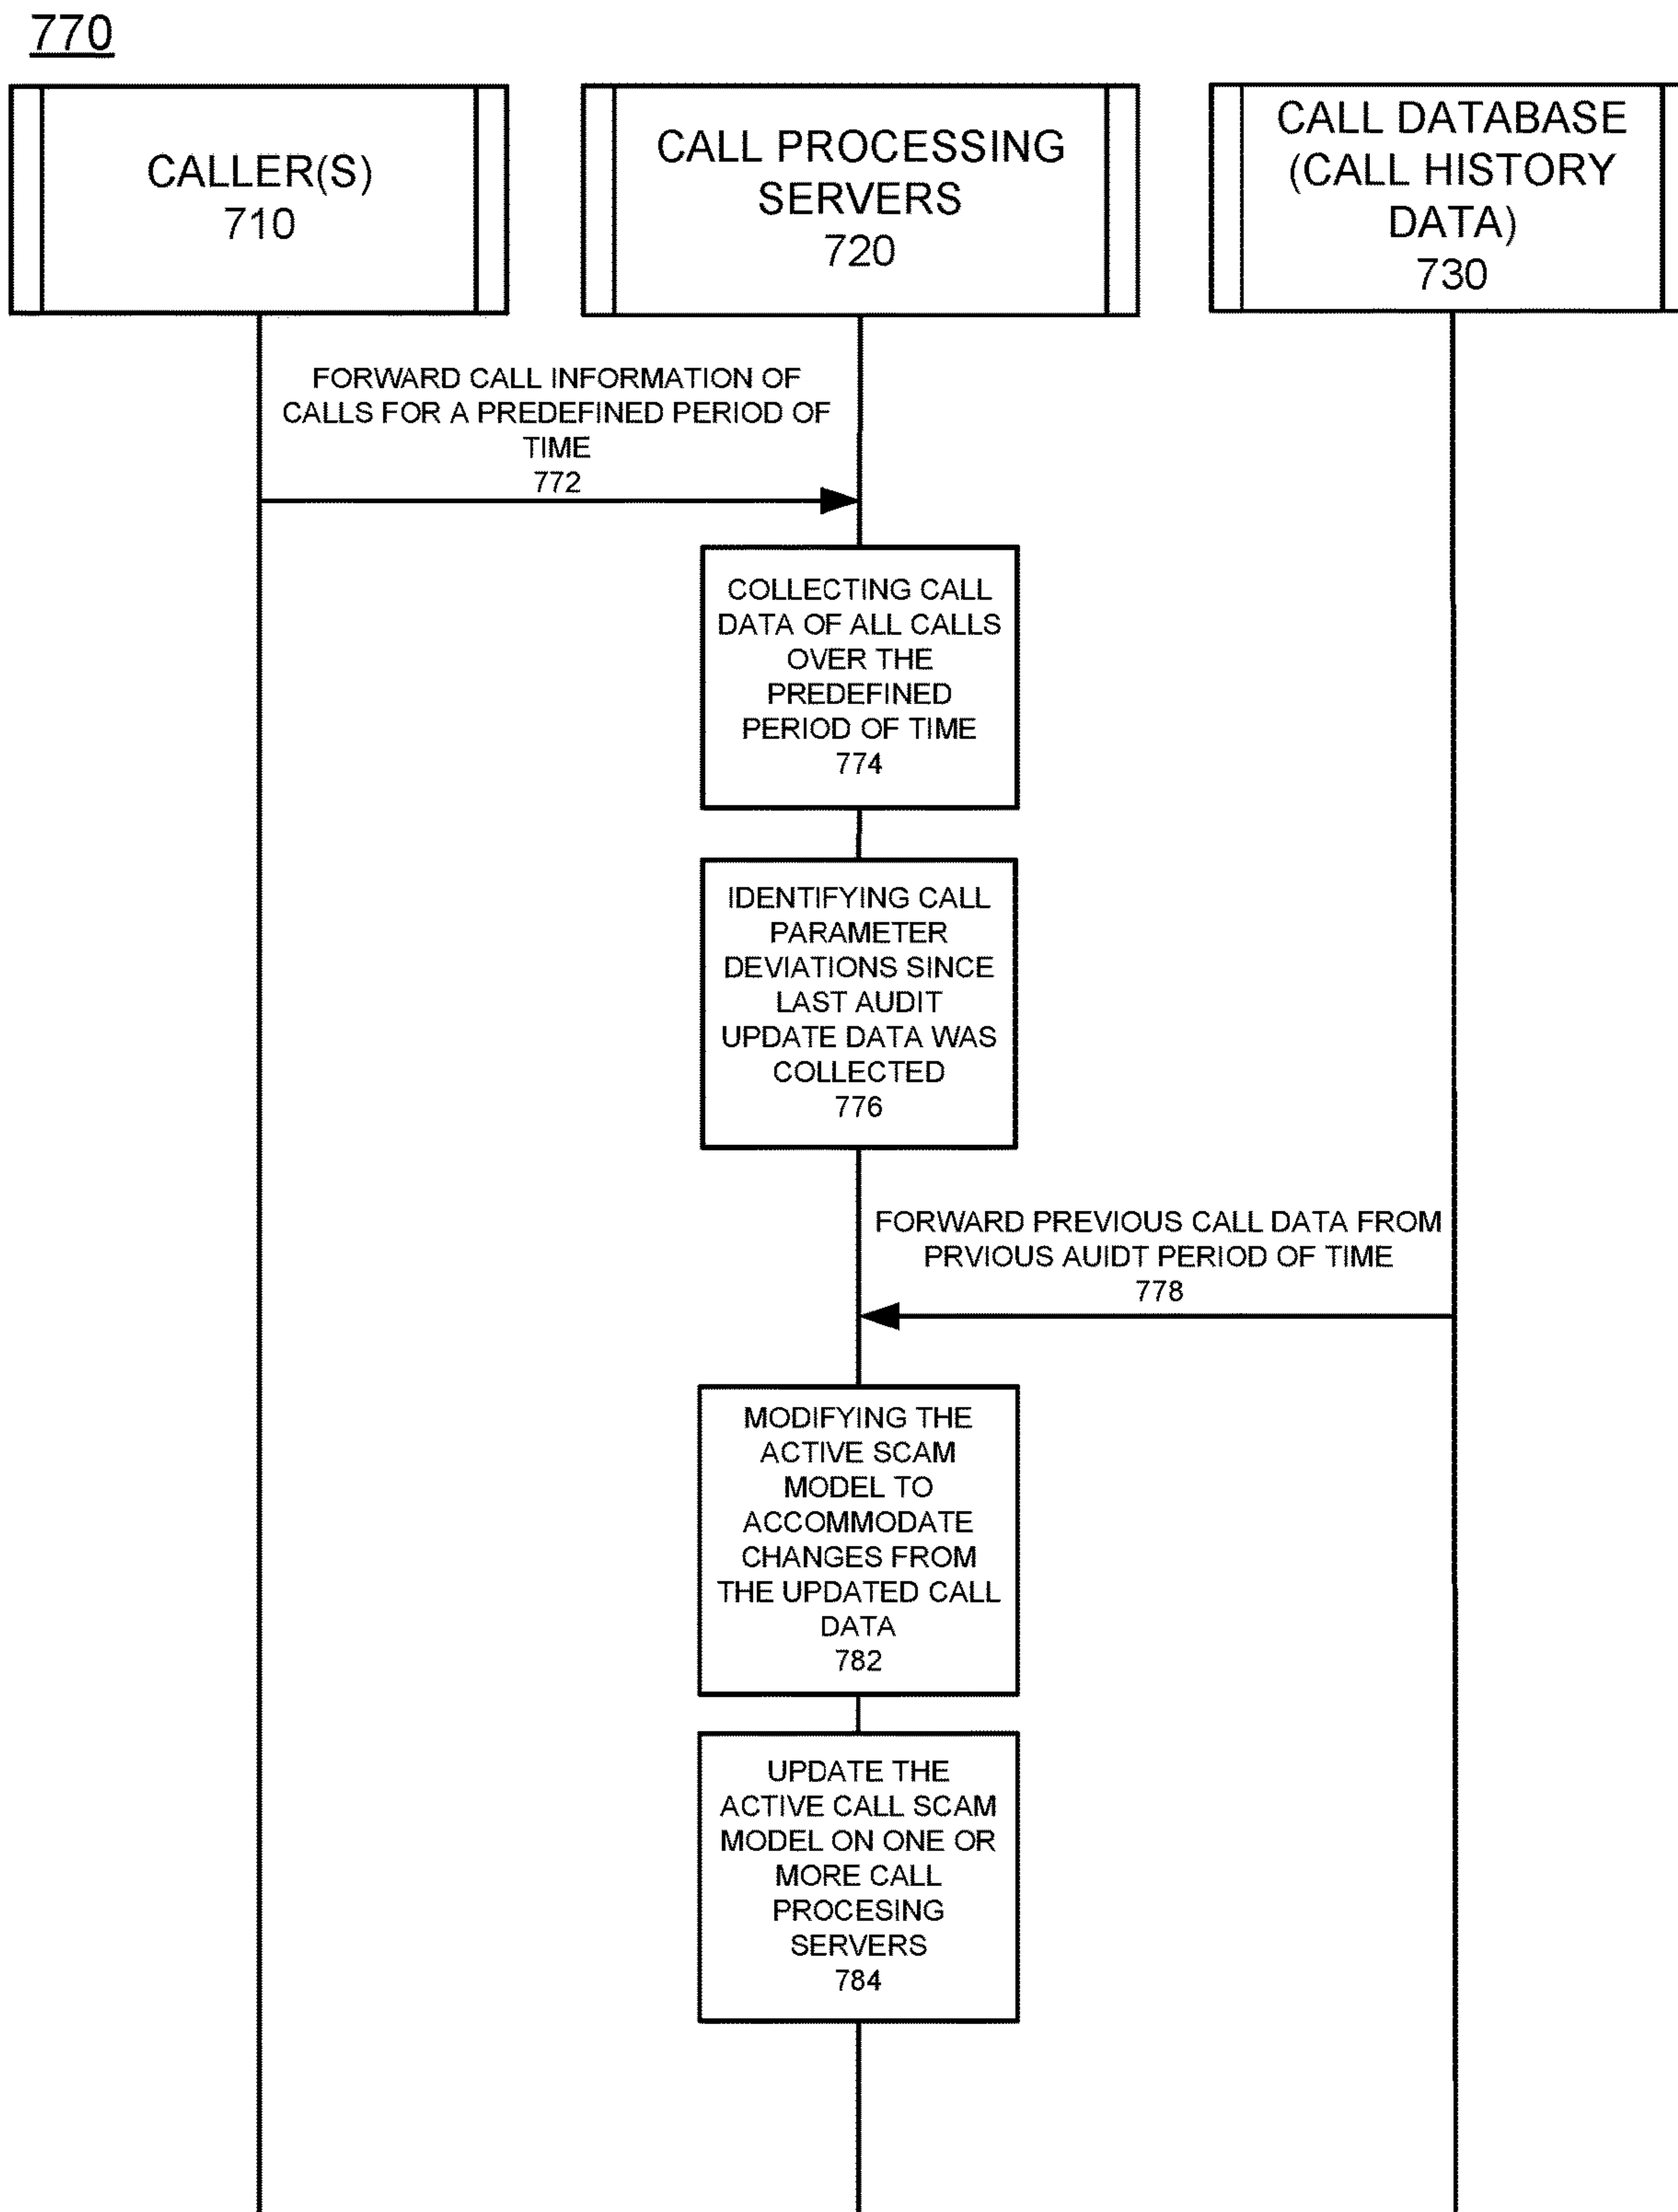 770
CALLER(S)
710
CALL PROCESSING
SERVERS
720
CALL DATABASE
(CALL HISTORY
DATA)
730
FORWARD CALL INFORMATION OF
CALLS FOR A PREDEFINED PERIOD OF
TIME
772
COLLECTING CALL
DATA OF ALL CALLS
OVER THE
PREDEFINED
PERIOD OF TIME
774
IDENTIFYING CALL
PARAMETER
DEVIATIONS SINCE
LAST AUDIT
UPDATE DATA WAS
COLLECTED
776
FORWARD PREVIOUS CALL DATA FROM
PRVIOUS AUIDT PERIOD OF TIME
778
MODIFYING THE
ACTIVE SCAM
MODEL TO
ACCOMMODATE
CHANGES FROM
THE UPDATED CALL
DATA
782
UPDATE THE
ACTIVE CALL SCAM
MODEL ON ONE OR
MORE CALL
PROCESING
SERVERS
784